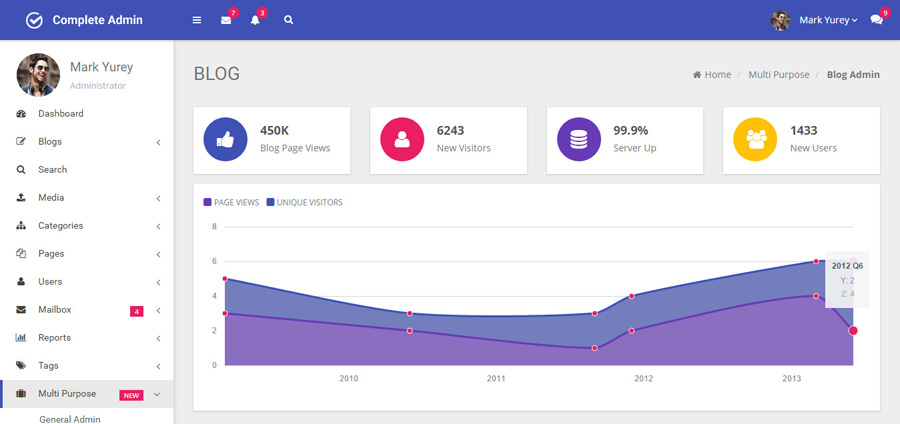 Complete Admin
7
3
Mark Yurey
9
Mark Yurey
Administrator
Dashboard
Blogs
Search
Media
Categories
Pages
Users
Mailbox
4
Reports
Tags
Multi Purpose
NEW
General Admin
BLOG
Home / Multi Purpose / Blog Admin
450K
Blog Page Views
6243
New Visitors
99.9%
Server Up
1433
New Users
PAGE VIEWS UNIQUE VISITORS
8
6
4
2
0
2012 Q6
Y: 2
Z: 4
2010 2011 2012 2013